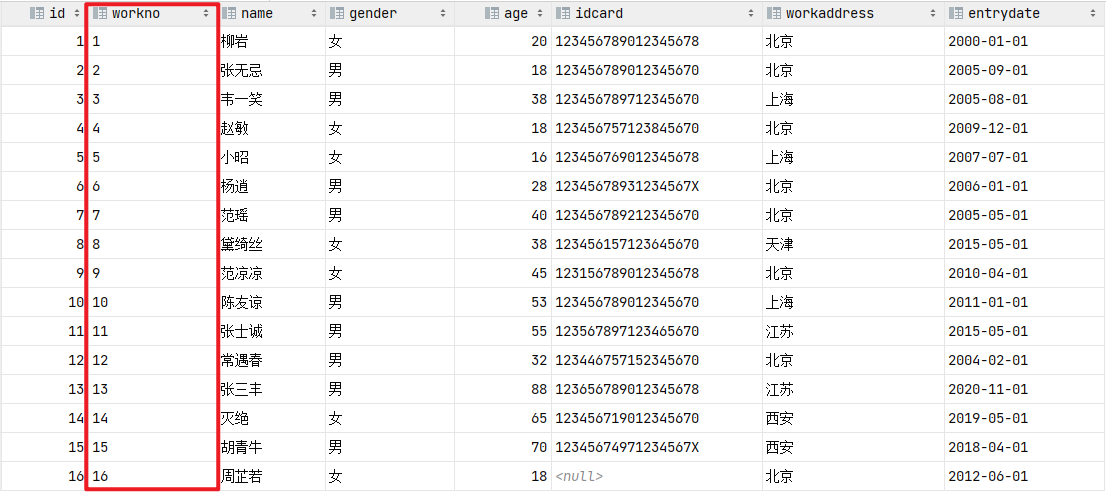 id workno name gender age idcard workaddress entrydate
1 1 柳岩 女 20 123456789012345678 北京 2000-01-01
2 2 张无忌 男 18 123456789012345670 北京 2005-09-01
3 3 韦一笑 男 38 123456789712345670 上海 2005-08-01
4 4 赵敏 女 18 123456757123845670 北京 2009-12-01
5 5 小昭 女 16 123456769012345678 上海 2007-07-01
6 6 杨逍 男 28 12345678931234567X 北京 2006-01-01
7 7 范瑶 男 40 123456789212345670 北京 2005-05-01
8 8 黛绮丝 女 38 123456157123645670 天津 2015-05-01
9 9 范凉凉 女 45 123156789012345678 北京 2010-04-01
10 10 陈友谅 男 53 123456789012345670 上海 2011-01-01
11 11 张士诚 男 55 123567897123465670 江苏 2015-05-01
12 12 常遇春 男 32 123446757152345670 北京 2004-02-01
13 13 张三丰 男 88 123656789012345678 江苏 2020-11-01
14 14 灭绝 女 65 123456719012345670 西安 2019-05-01
15 15 胡青牛 男 70 12345674971234567X 西安 2018-04-01
16 16 周芷若 女 18 <null> 北京 2012-06-01